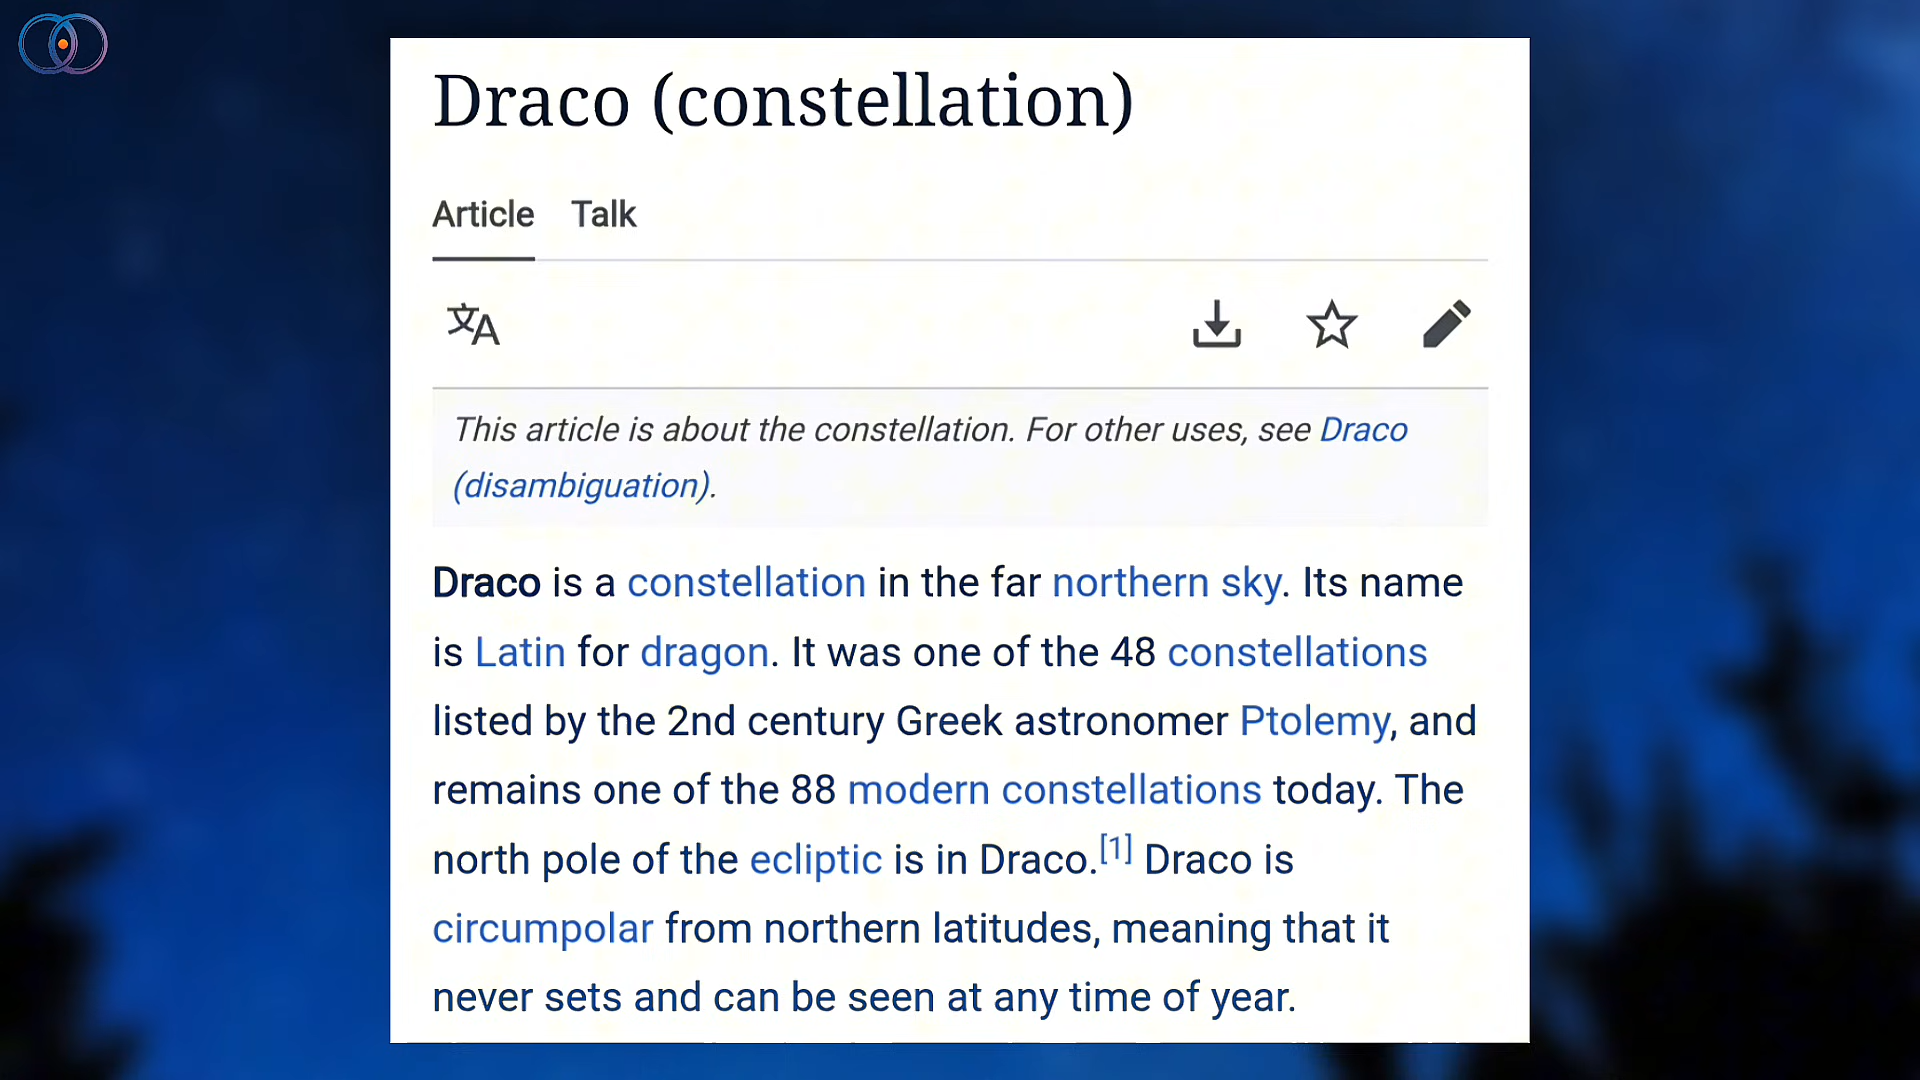 Draco (constellation)
Article Talk
文A
This article is about the constellation. For other uses, see Draco
(disambiguation).
Draco is a constellation in the far northern sky. Its name
is Latin for dragon. It was one of the 48 constellations
listed by the 2nd century Greek astronomer Ptolemy, and
remains one of the 88 modern constellations today. The
north pole of the ecliptic is in Draco.[1] Draco is
circumpolar from northern latitudes, meaning that it
never sets and can be seen at any time of year.